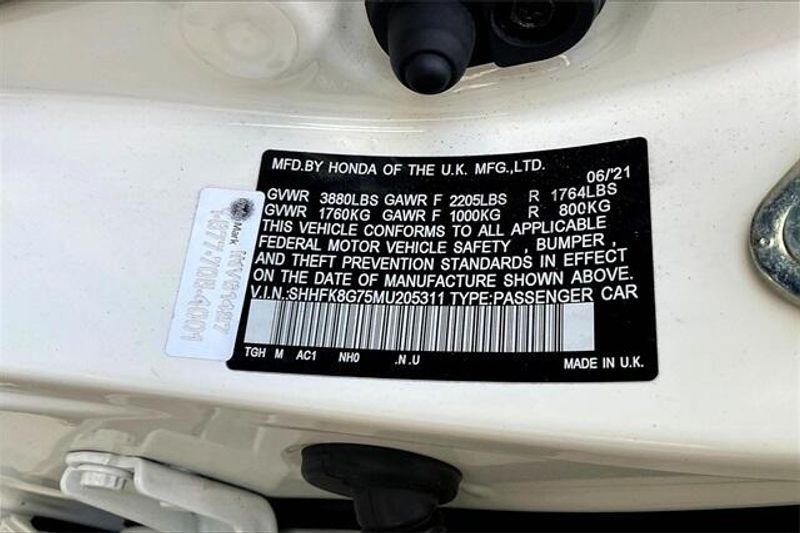 MFD.BY HONDA OF THE U.K. MFG.,LTD.
06/'21
GVWR 3880LBS GAWR F 2205LBS R 1764LBS
GVWR 1760KG GAWR F 1000KG R 800KG
THIS VEHICLE CONFORMS TO ALL APPLICABLE
FEDERAL MOTOR VEHICLE SAFETY , BUMPER ,
AND THEFT PREVENTION STANDARDS IN EFFECT
ON THE DATE OF MANUFACTURE SHOWN ABOVE.
V.I.N.:SHHFK8G75MU205311 TYPE:PASSENGER CAR
TGH M AC1 NH0 .N.U
MADE IN U.K.
Mark